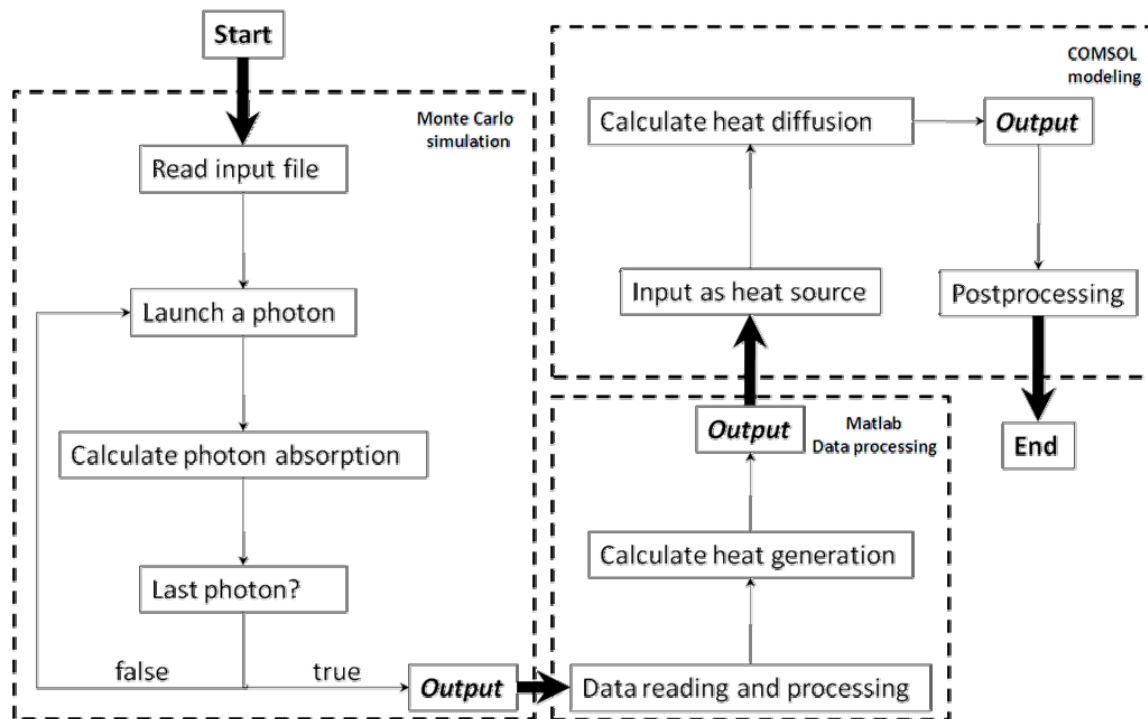 Start
Monte Carlo
simulation
Read input file
Launch a photon
Calculate photon absorption
Last photon?
false
true
Output
Data reading and processing
Calculate heat generation
Output
Matlab
Data processing
Input as heat source
Calculate heat diffusion
Output
COMSOL
modeling
Postprocessing
End